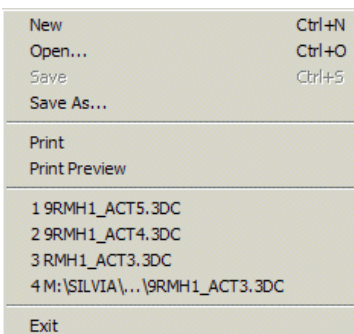 New Ctrl+N
Open... Ctrl+O
Save Ctrl+S
Save As...
Print
Print Preview
1 9RMH1_ACT5.3DC
2 9RMH1_ACT4.3DC
3 RMH1_ACT3.3DC
4 M:\SILVIA\...\9RMH1_ACT3.3DC
Exit